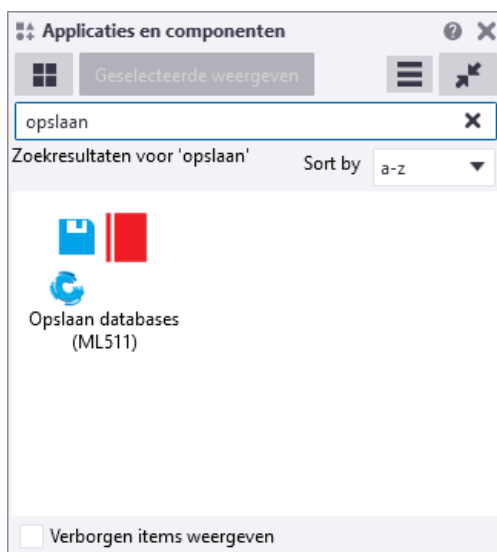 Applicaties en componenten
Geselecteerde weergeven
opslaan
Zoekresultaten voor 'opslaan' Sort by a-z
Opslaan databases
(ML511)
Verborgen items weergeven